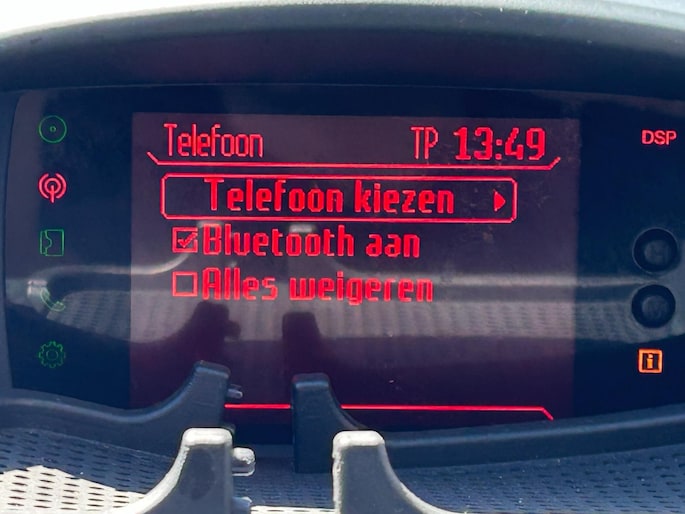 Telefoon TP 13:49 DSP
Telefoon kiezen
Bluetooth aan
Alles weigeren
i